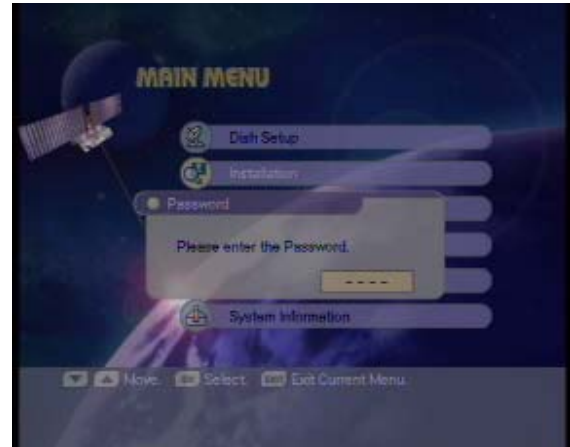 MAIN MENU
Dish Setup
Installation
Password
Please enter the Password.
----
System Information
Move. Select. Exit Current Menu.